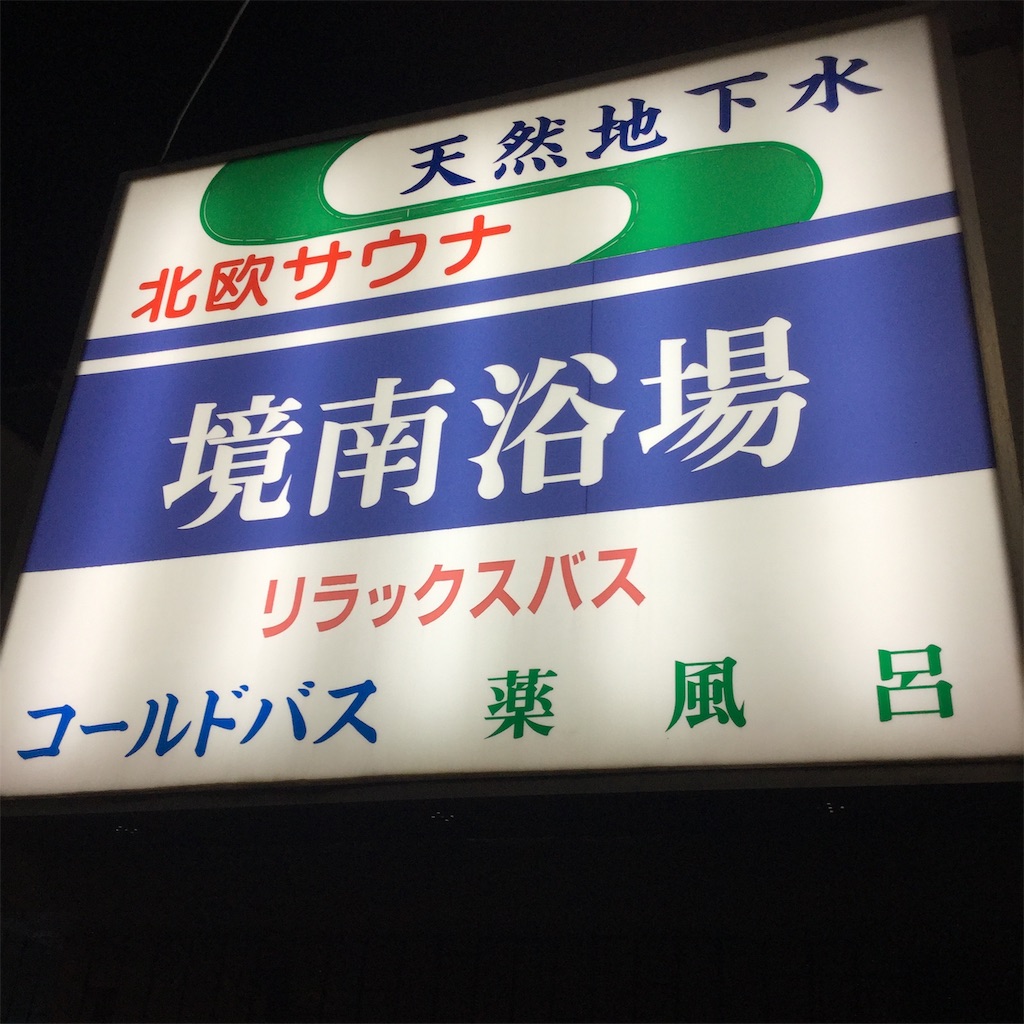 天然地下水
北欧サウナ
境南浴場
リラックスバス
コールドバス 薬風呂